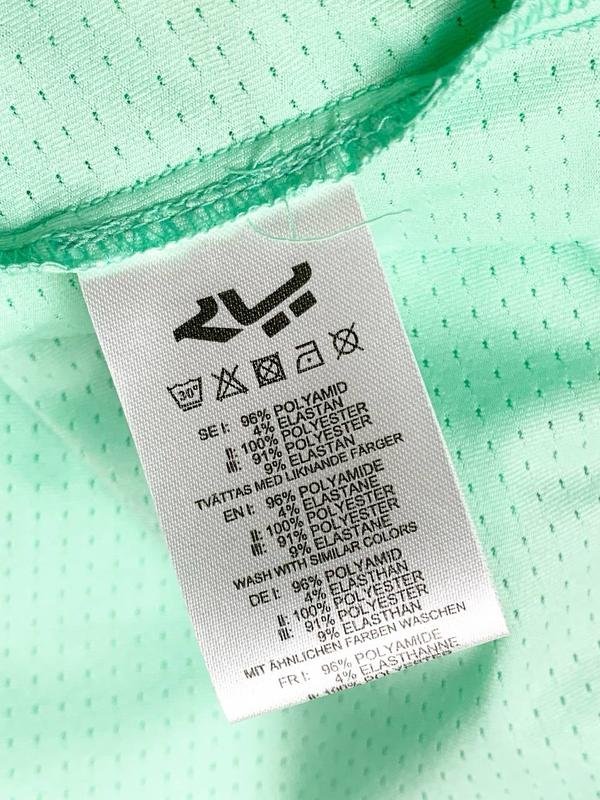 30°
SE I: 96% POLYAMID
4% ELASTAN
II: 100% POLYESTER
III: 91% POLYESTER
9% ELASTAN
TVÄTTAS MED LIKNANDE FÄRGER
EN I: 96% POLYAMIDE
4% ELASTANE
II: 100% POLYESTER
III: 91% POLYESTER
9% ELASTANE
WASH WITH SIMILAR COLORS
DE I: 96% POLYAMID
4% ELASTHAN
II: 100% POLYESTER
III: 91% POLYESTER
9% ELASTHAN
MIT ÄHNLICHEN FARBEN WASCHEN
FR I: 96% POLYAMIDE
4% ELASTHANNE
II: 100% POLYESTER